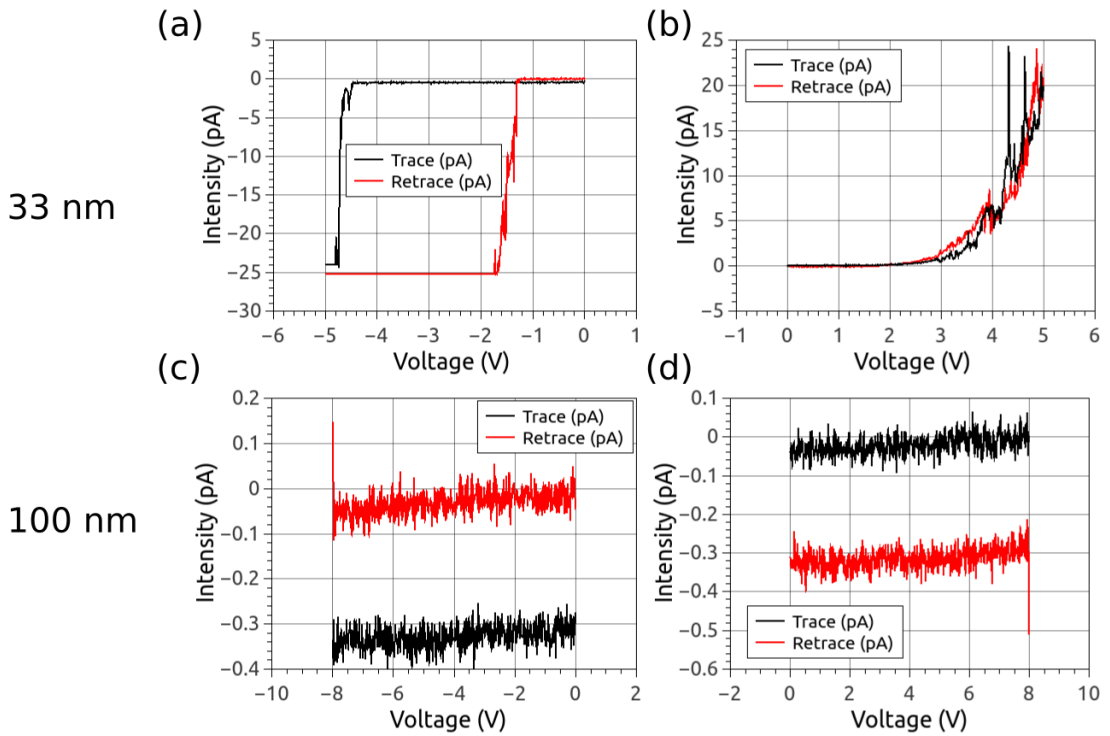 (a)
(b)
33 nm
5
0
−5
−10
−15
−20
−25
−30
Intensity (pA)
Trace (pA)
Retrace (pA)
−6
−5
−4
−3
−2
−1
0
1
Voltage (V)
25
20
15
10
5
0
−5
Intensity (pA)
Trace (pA)
Retrace (pA)
−1
0
1
2
3
4
5
6
Voltage (V)
(c)
(d)
100 nm
0.2
0.1
0
−0.1
−0.2
−0.3
−0.4
Intensity (pA)
Trace (pA)
Retrace (pA)
−10
−8
−6
−4
−2
0
2
Voltage (V)
0.1
0
−0.1
−0.2
−0.3
−0.4
−0.5
−0.6
Intensity (pA)
Trace (pA)
Retrace (pA)
−2
0
2
4
6
8
10
Voltage (V)